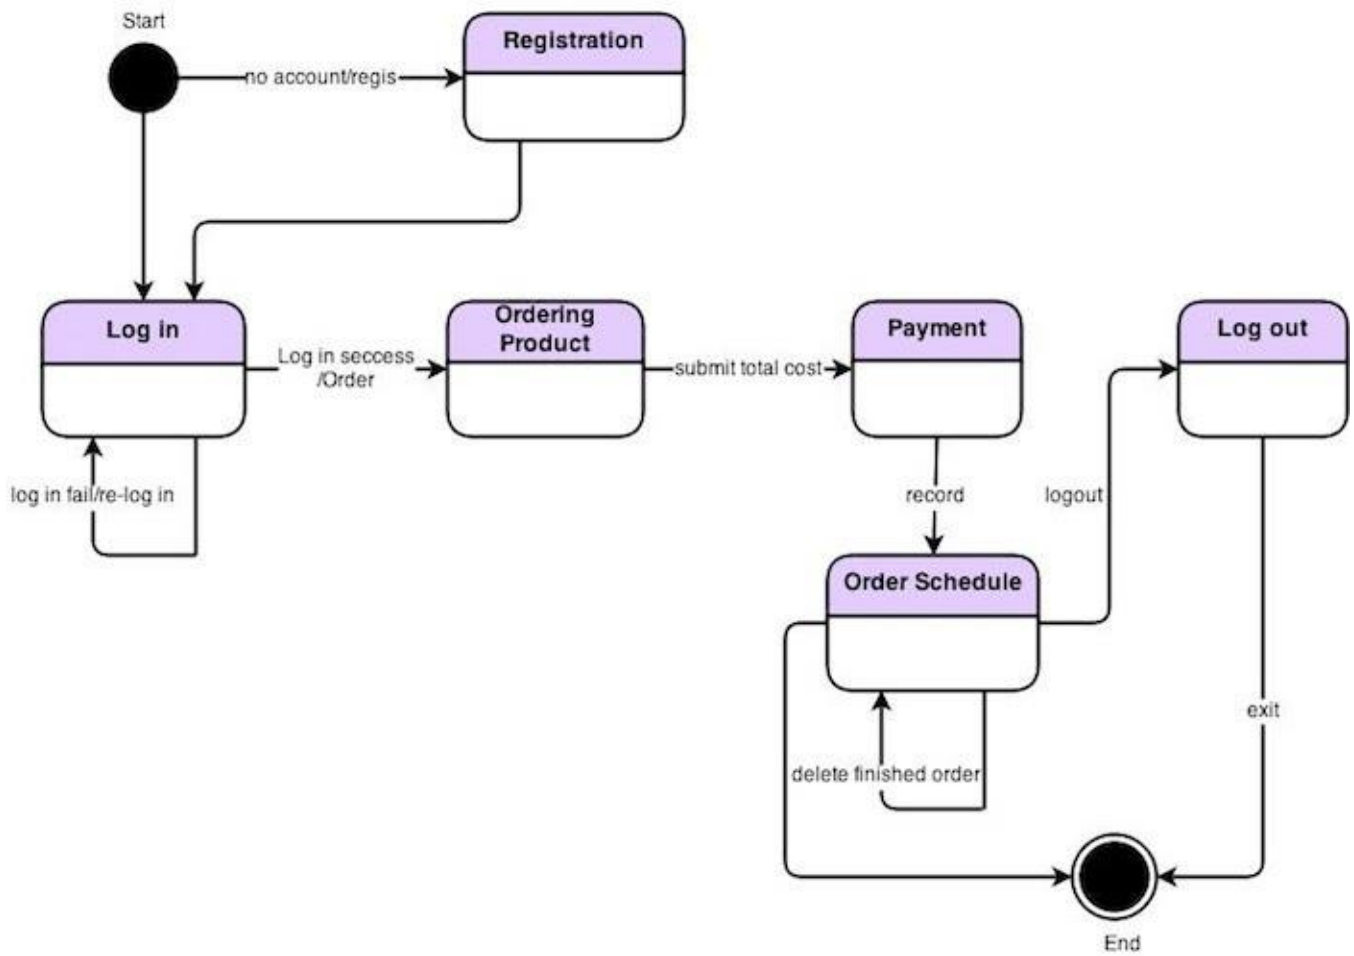 Start
Registration
no account/regis
Log in
Ordering
Product
Payment
Log out
Log in seccess
/Order
submit total cost
log in fail/re-log in
record
logout
Order Schedule
exit
delete finished order
End